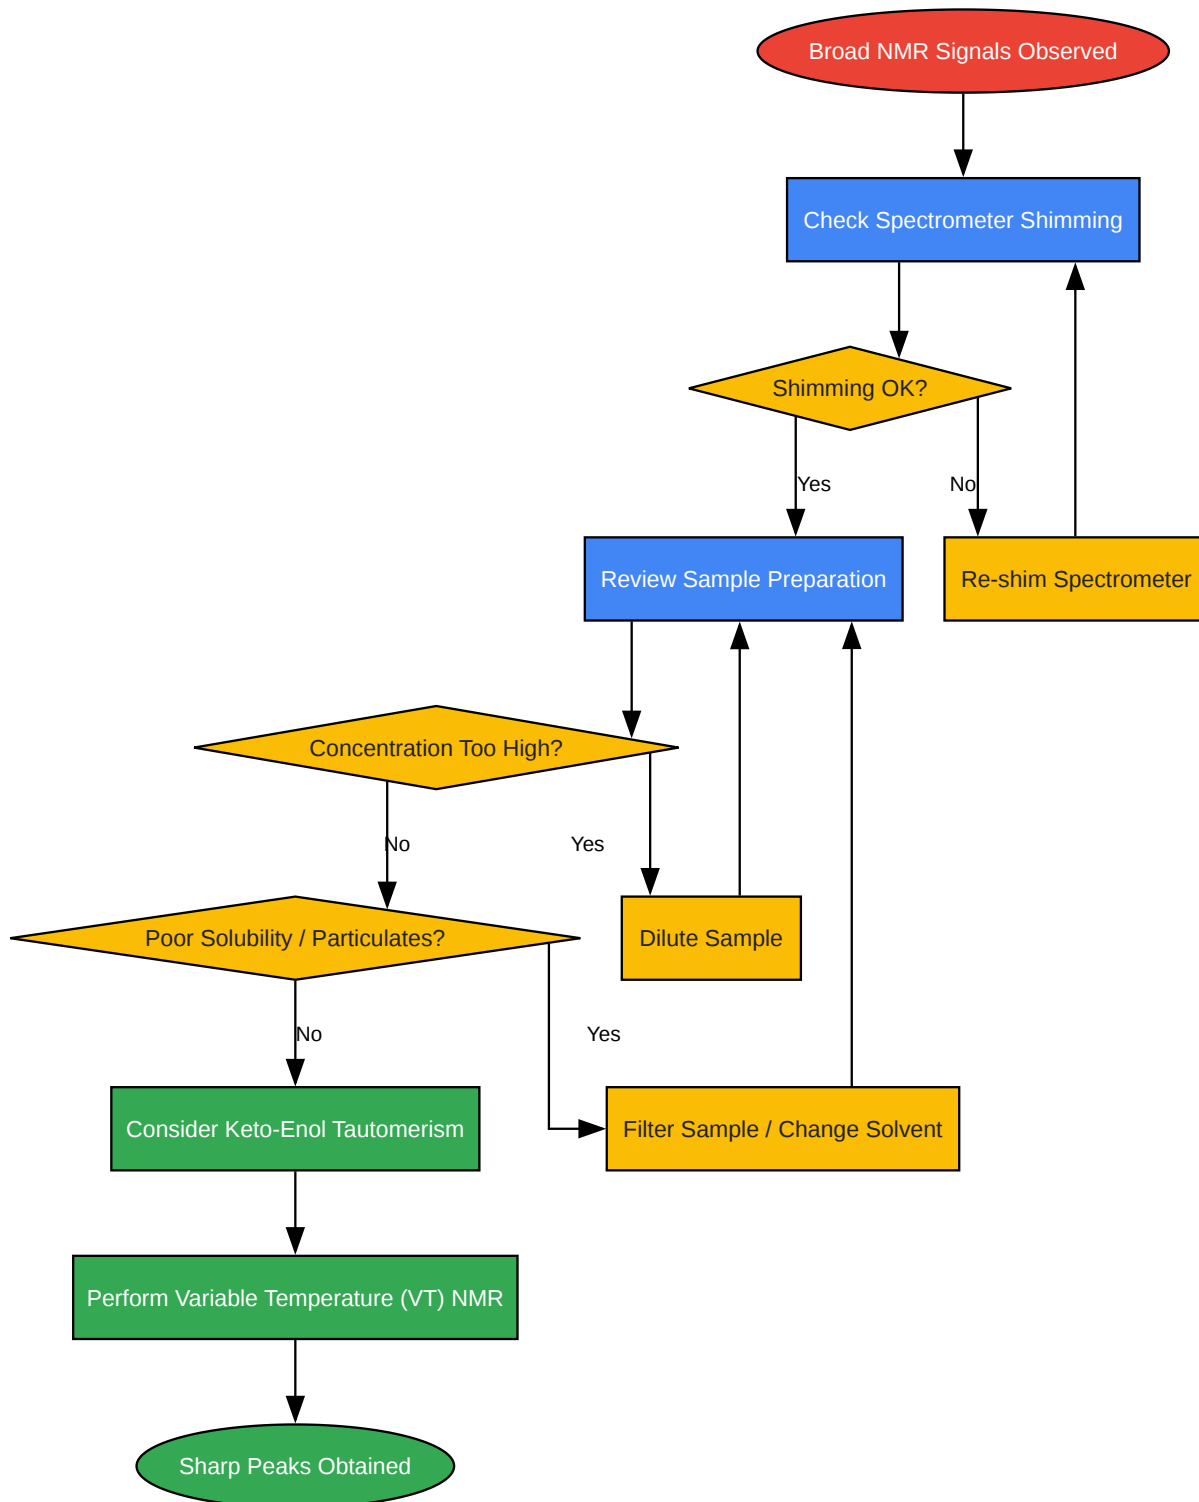 Broad NMR Signals Observed
Check Spectrometer Shimming
Shimming OK?
Yes
No
Review Sample Preparation
Re-shim Spectrometer
Concentration Too High?
No
Yes
Poor Solubility / Particulates?
Dilute Sample
No
Yes
Consider Keto-Enol Tautomerism
Filter Sample / Change Solvent
Perform Variable Temperature (VT) NMR
Sharp Peaks Obtained